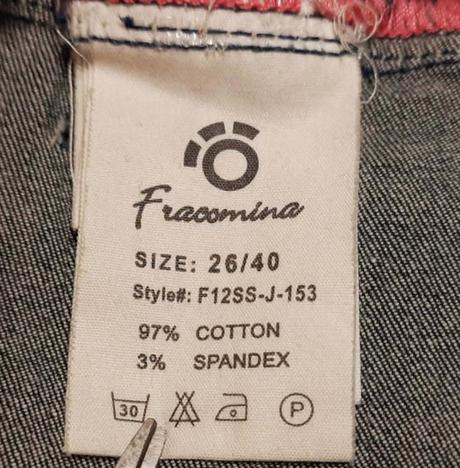 Fracomina
SIZE: 26/40
Style#: F12SS-J-153
97% COTTON
3% SPANDEX
30 P